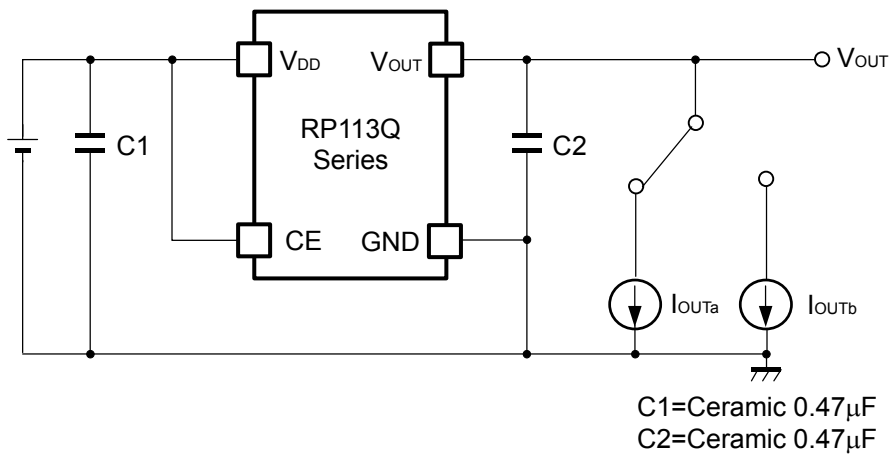 VDD
VOUT
VOUT
RP113Q
Series
C1
C2
CE
GND
IOUTa
IOUTb
C1=Ceramic 0.47μF
C2=Ceramic 0.47μF